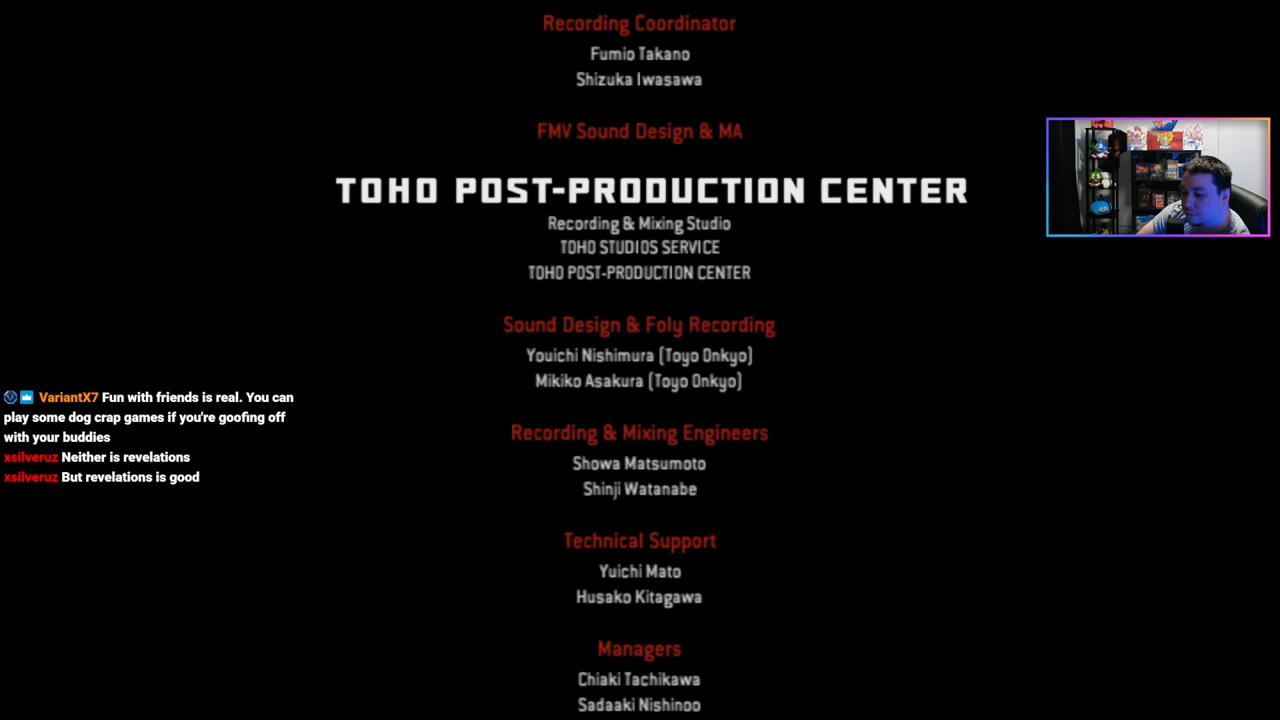 Recording Coordinator
Fumio Takano
Shizuka Iwasawa
FMV Sound Design & MA
TOHO POST-PRODUCTION CENTER
Recording & Mixing Studio
TOHO STUDIOS SERVICE
TOHO POST-PRODUCTION CENTER
Sound Design & Foly Recording
Youichi Nishimura (Toyo Onkyo)
Mikiko Asakura (Toyo Onkyo)
Recording & Mixing Engineers
Showa Matsumoto
Shinji Watanabe
Technical Support
Yuichi Mato
Husako Kitagawa
Managers
Chiaki Tachikawa
Sadaaki Nishinoo
VariantX7 Fun with friends is real. You can
play some dog crap games if you're goofing off
with your buddies
xsilveruz Neither is revelations
xsilveruz But revelations is good